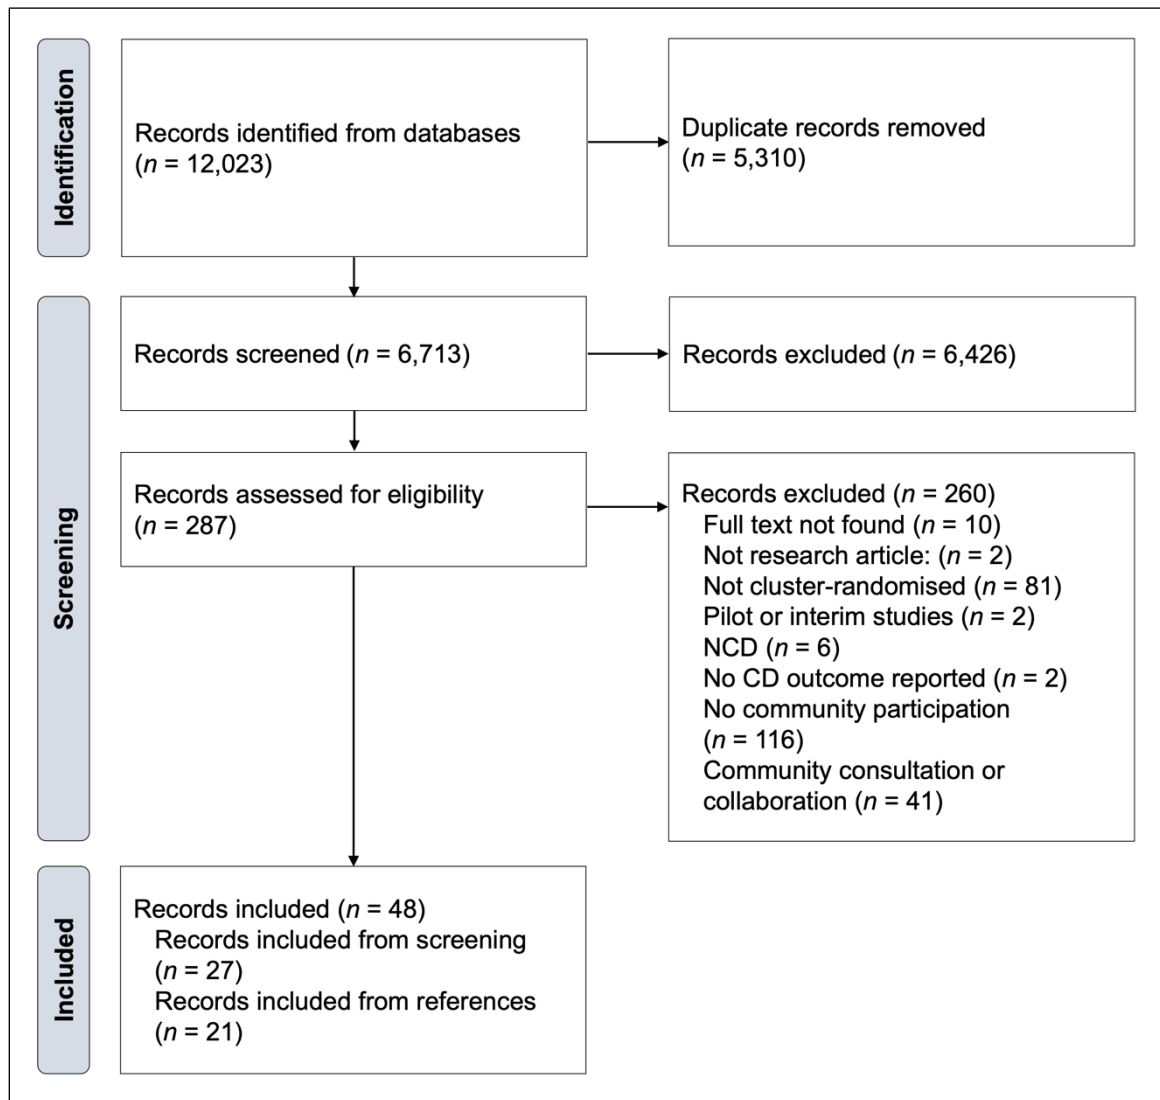 Identification
Records identified from databases
(n = 12,023)
Duplicate records removed
(n = 5,310)
Screening
Records screened (n = 6,713)
Records excluded (n = 6,426)
Records assessed for eligibility
(n = 287)
Records excluded (n = 260)
Full text not found (n = 10)
Not research article: (n = 2)
Not cluster-randomised (n = 81)
Pilot or interim studies (n = 2)
NCD (n = 6)
No CD outcome reported (n = 2)
No community participation
(n = 116)
Community consultation or
collaboration (n = 41)
Included
Records included (n = 48)
Records included from screening
(n = 27)
Records included from references
(n = 21)